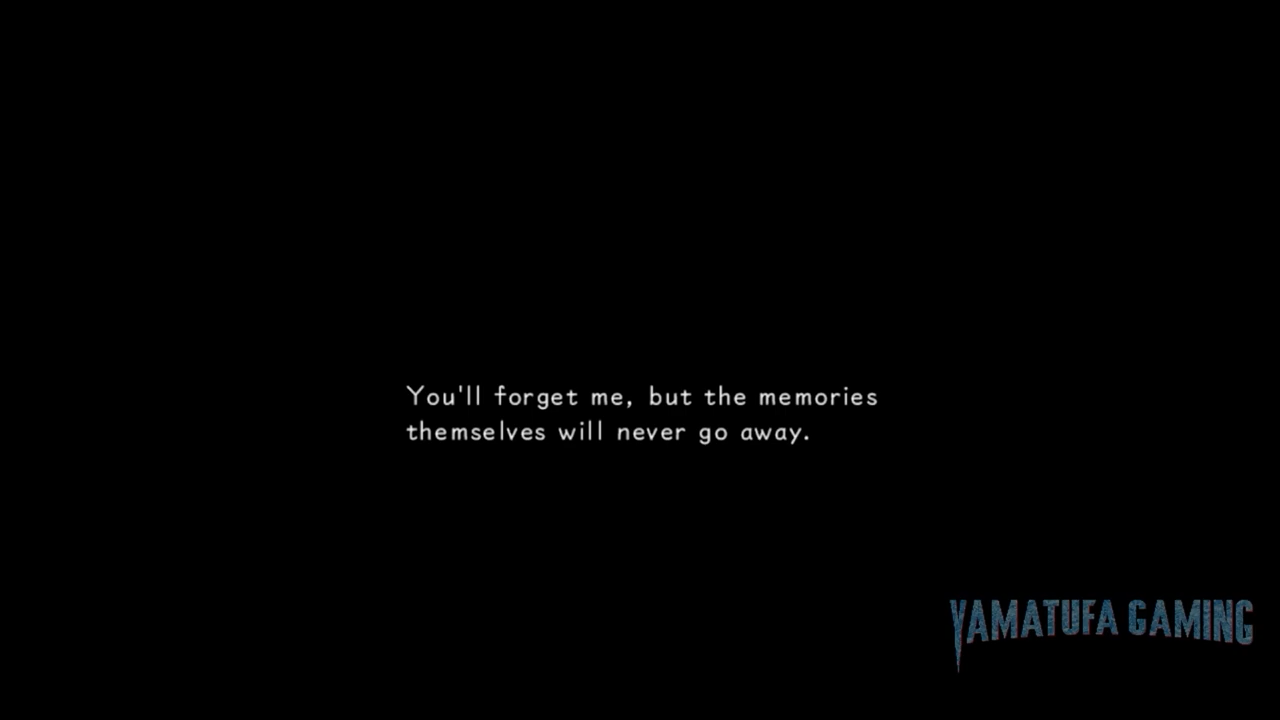 You'll forget me, but the memories
themselves will never go away.
YAMATUFA GAMING